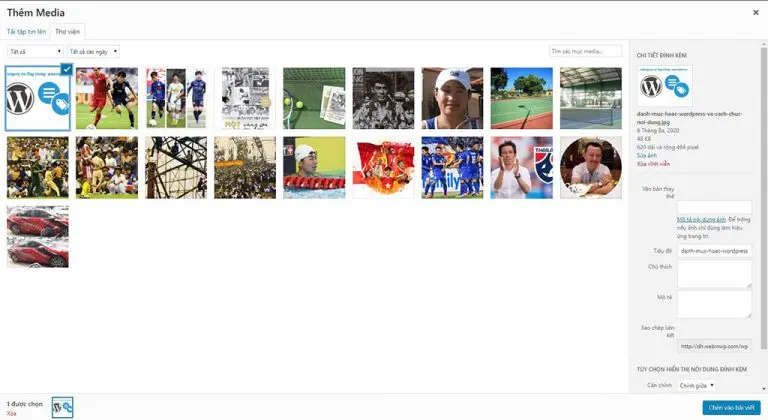 Thêm Media
Tải tập tin lên
Thư viện
Tất cả
Tất cả các ngày
Tìm các mục media...
CHI TIẾT ĐÍNH KÈM
danh-muc-hoac-wordpress-va-cach-chuc-noi-dung.jpg
6 Tháng Ba, 2020
48 KB
620 dài và rộng 464 pixel
Sửa ảnh
Xóa vĩnh viễn
Văn bản thay thế
Mô tả nội dung ảnh. Để trống
nếu ảnh chỉ dùng làm hiệu
ứng trang trí.
Tiêu đề
danh-muc-hoac-wordpress
Chú thích
Mô tả
Sao chép liên kết
http://dh.webinwp.com/wp
TÙY CHỌN HIỂN THỊ NỘI DUNG ĐÍNH KÈM
Căn chỉnh
Chính giữa
1 được chọn
Xóa
Chèn vào bài viết